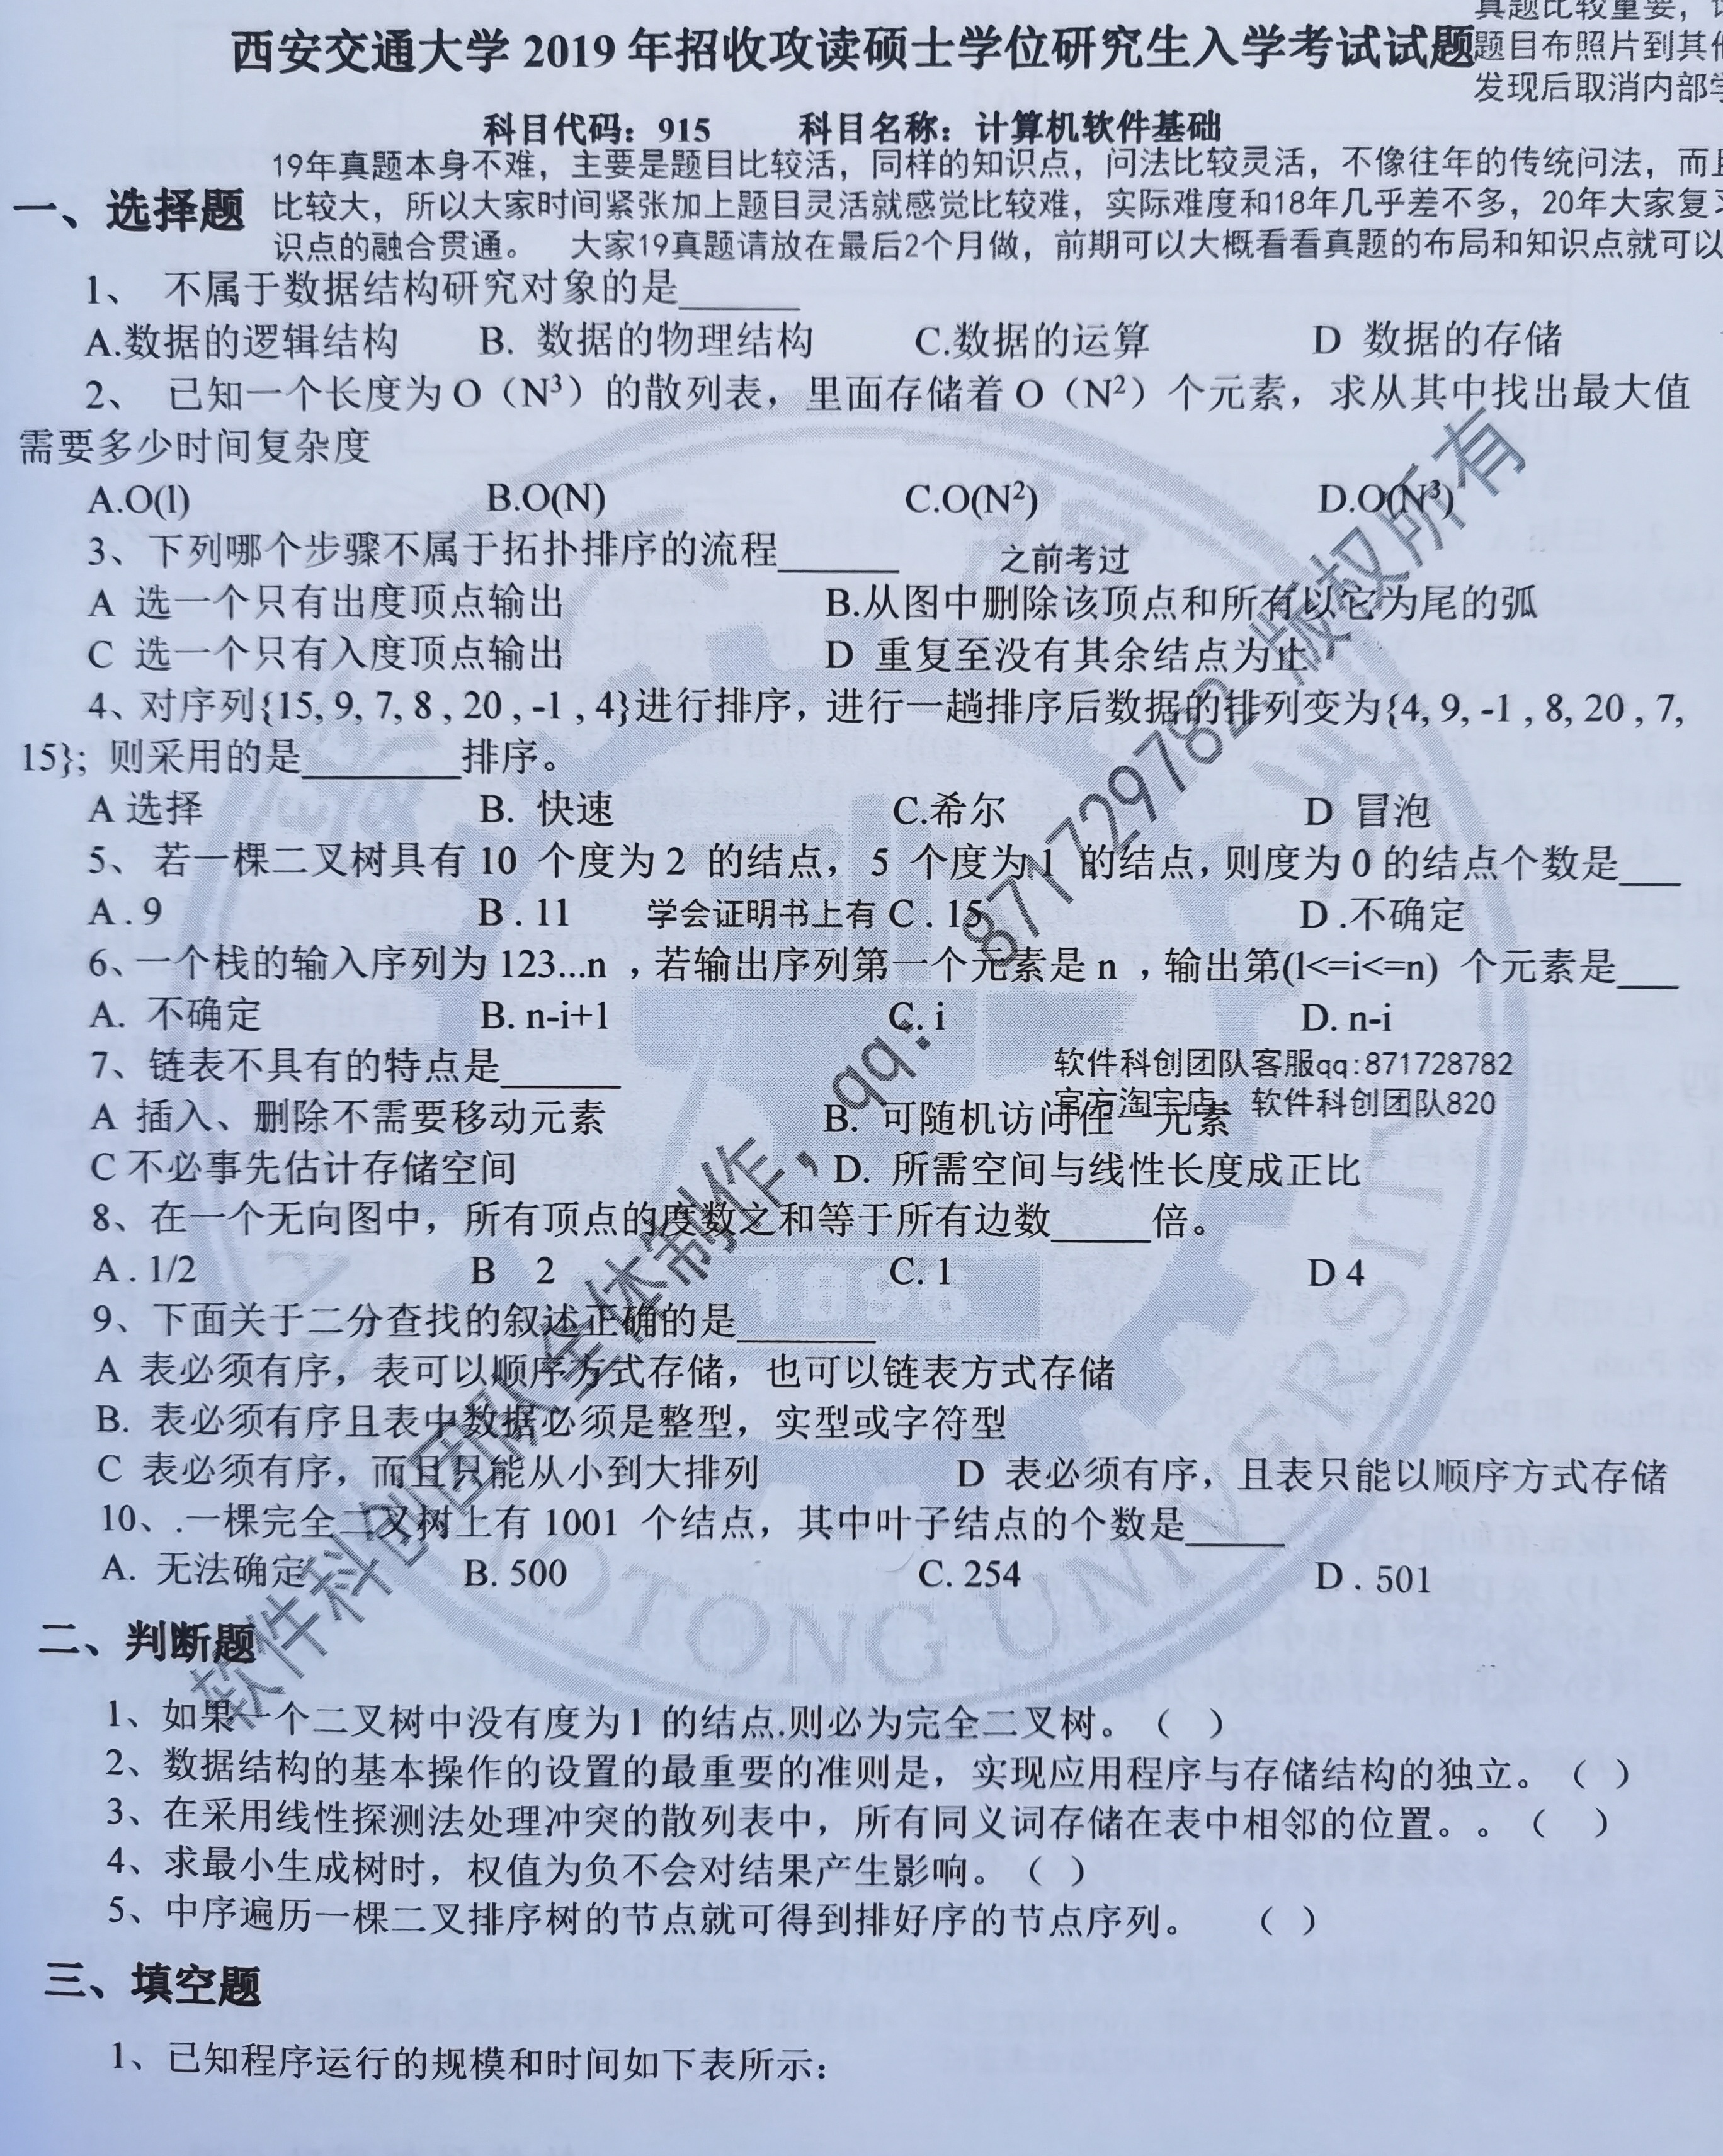 真题比较重要，
西安交通大学 2019 年招收攻读硕士学位研究生入学考试试题
题目布照片到其他
发现后取消内部学
科目代码：915 科目名称：计算机软件基础
19年真题本身不难，主要是题目比较活，同样的知识点，问法比较灵活，不像往年的传统问法，而且
一、选择题
比较大，所以大家时间紧张加上题目灵活就感觉比较难，实际难度和18年几乎差不多，20年大家复习
识点的融合贯通。 大家19真题请放在最后2个月做，前期可以大概看看真题的布局和知识点就可以
1、 不属于数据结构研究对象的是______
A.数据的逻辑结构 B. 数据的物理结构 C.数据的运算 D 数据的存储
2、 已知一个长度为 O（N³）的散列表，里面存储着 O（N²）个元素，求从其中找出最大值
需要多少时间复杂度
A.O(l) B.O(N) C.O(N²) D.O(N³)
3、下列哪个步骤不属于拓扑排序的流程______ 之前考过
A 选一个只有出度顶点输出 B.从图中删除该顶点和所有以它为尾的弧
C 选一个只有入度顶点输出 D 重复至没有其余结点为止
4、对序列{15, 9, 7, 8 , 20 , -1 , 4}进行排序，进行一趟排序后数据的排列变为{4, 9, -1 , 8, 20 , 7,
15}; 则采用的是________排序。
A 选择 B. 快速 C.希尔 D 冒泡
5、 若一棵二叉树具有 10 个度为 2 的结点， 5 个度为 1 的结点, 则度为 0 的结点个数是___
A . 9 B . 11 学会证明书上有 C . 15 D .不确定
6、一个栈的输入序列为 123...n ，若输出序列第一个元素是 n ，输出第(l<=i<=n) 个元素是___
A. 不确定 B. n-i+1 C. i D. n-i
7、链表不具有的特点是______
软件科创团队客服qq:871728782
官方淘宝店：软件科创团队820
A 插入、删除不需要移动元素 B. 可随机访问任一元素
C 不必事先估计存储空间 D. 所需空间与线性长度成正比
8、在一个无向图中，所有顶点的度数之和等于所有边数_____倍。
A . 1/2 B 2 C. 1 D 4
9、下面关于二分查找的叙述正确的是_______
A 表必须有序，表可以顺序方式存储，也可以链表方式存储
B. 表必须有序且表中数据必须是整型，实型或字符型
C 表必须有序，而且只能从小到大排列 D 表必须有序，且表只能以顺序方式存储
10、.一棵完全二叉树上有 1001 个结点，其中叶子结点的个数是_____
A. 无法确定 B. 500 C. 254 D . 501
二、判断题
1、如果一个二叉树中没有度为1 的结点.则必为完全二叉树。（ ）
2、数据结构的基本操作的设置的最重要的准则是，实现应用程序与存储结构的独立。（ ）
3、在采用线性探测法处理冲突的散列表中，所有同义词存储在表中相邻的位置。。（ ）
4、求最小生成树时，权值为负不会对结果产生影响。（ ）
5、中序遍历一棵二叉排序树的节点就可得到排好序的节点序列。 （ ）
三、填空题
1、已知程序运行的规模和时间如下表所示：
软件科创团队全体制作，qq：871729782 版权所有
1896
OTONG UNIVERSITY